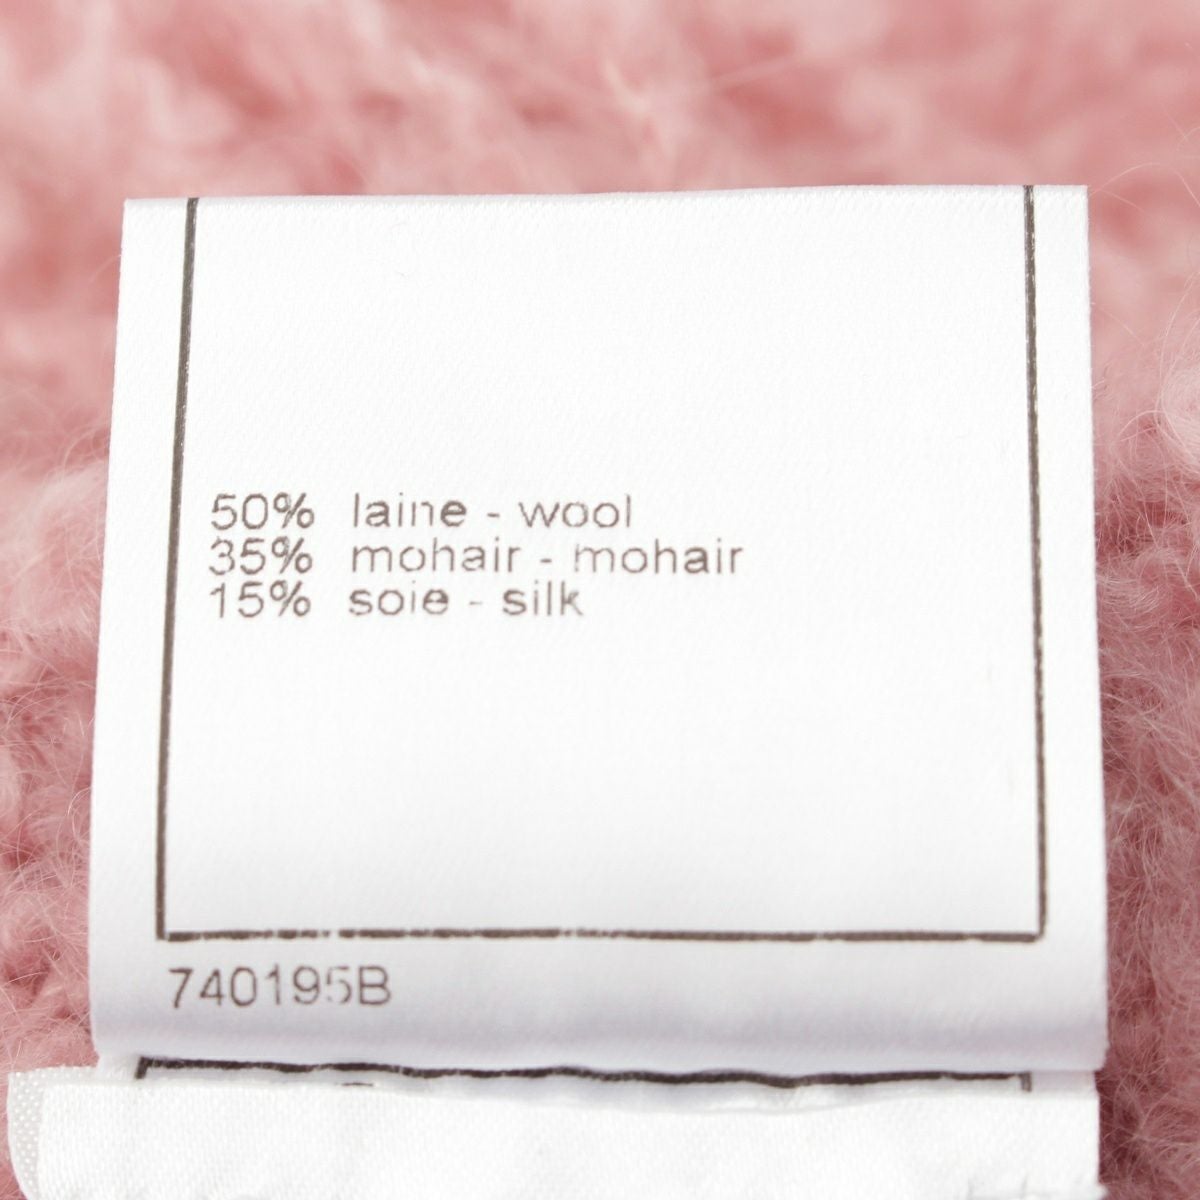 50% laine - wool
35% mohair - mohair
15% soie - silk
740195B